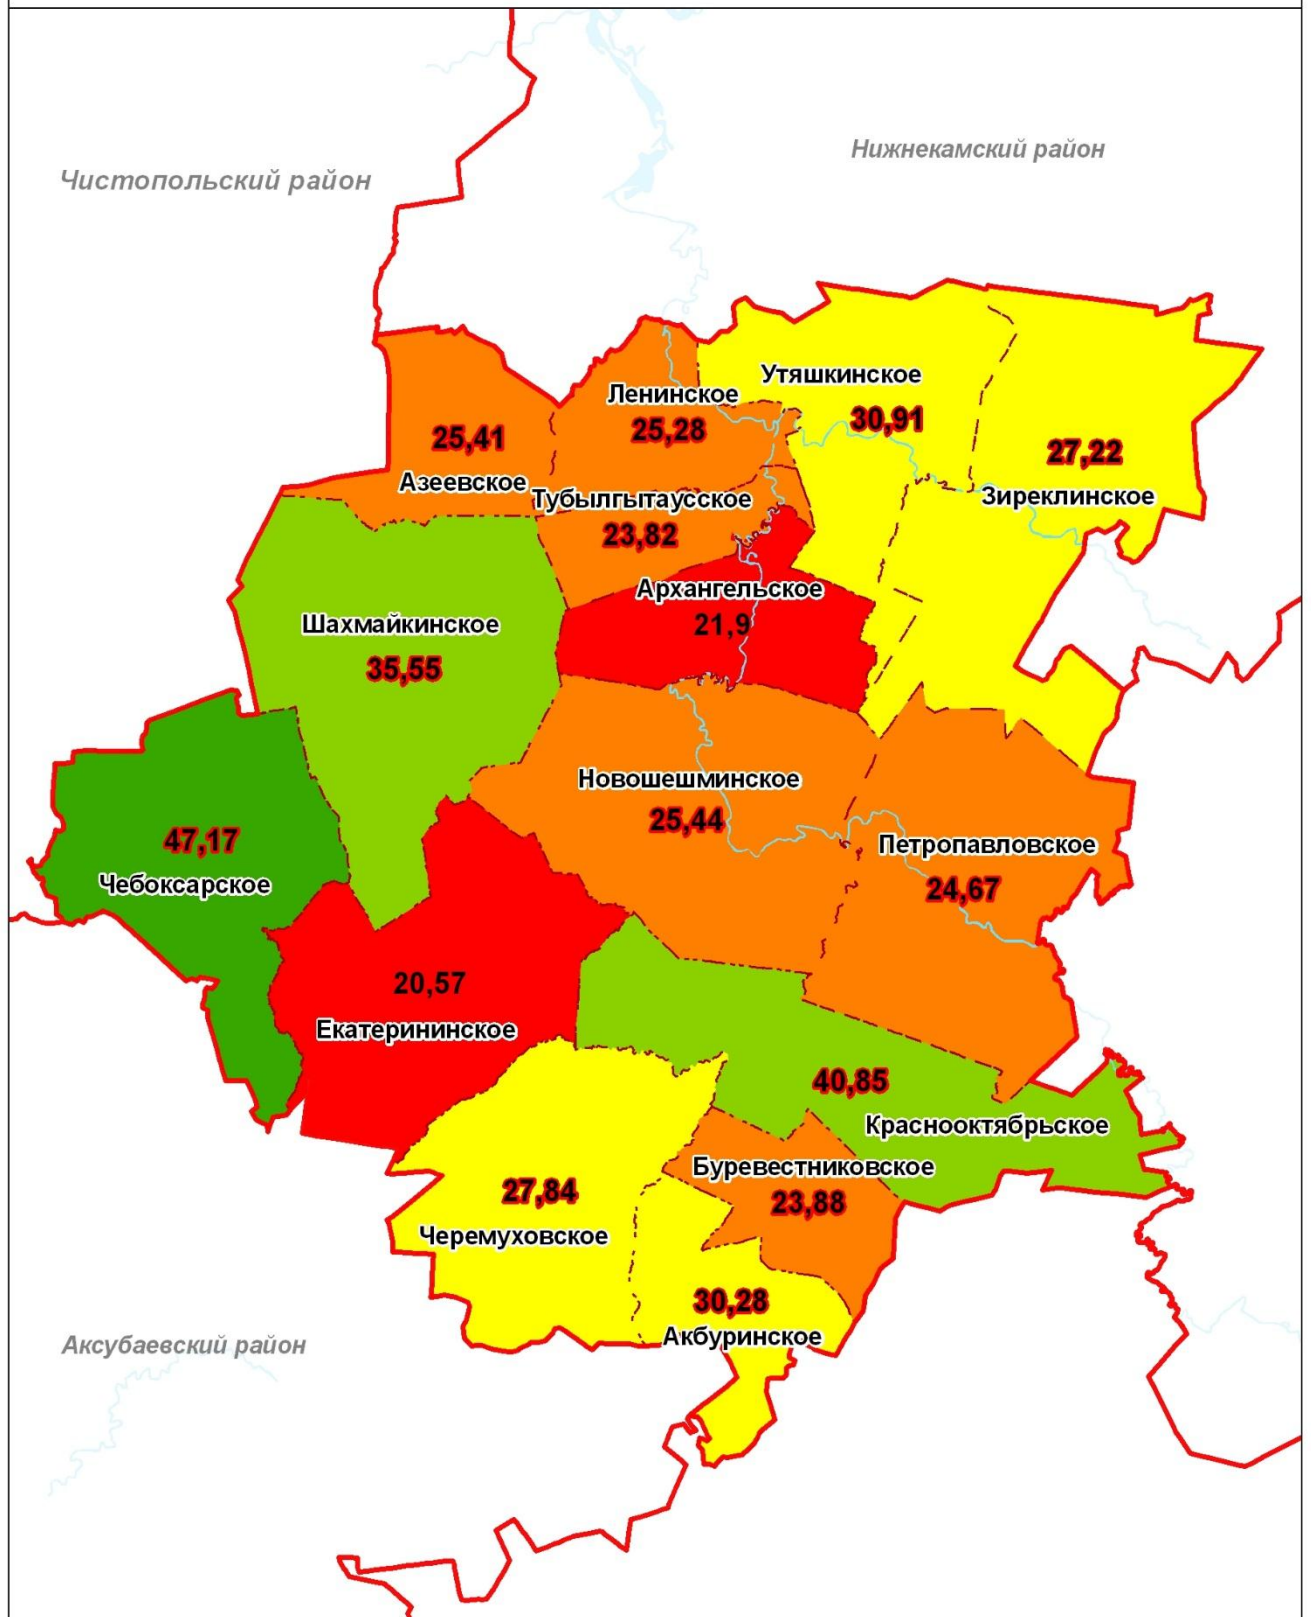 Нижнекамский район
Чистопольский район
Утяшкинское
30,91
Ленинское
25,28
25,41
Азеевское
27,22
Зиреклинское
Тубылгытаусское
23,82
Архангельское
21,9
Шахмайкинское
35,55
Новошешминское
25,44
47,17
Чебоксарское
Петропавловское
24,67
20,57
Екатерининское
40,85
Краснооктябрьское
Буревестниковское
23,88
27,84
Черемуховское
30,28
Акбуринское
Аксубаевский район